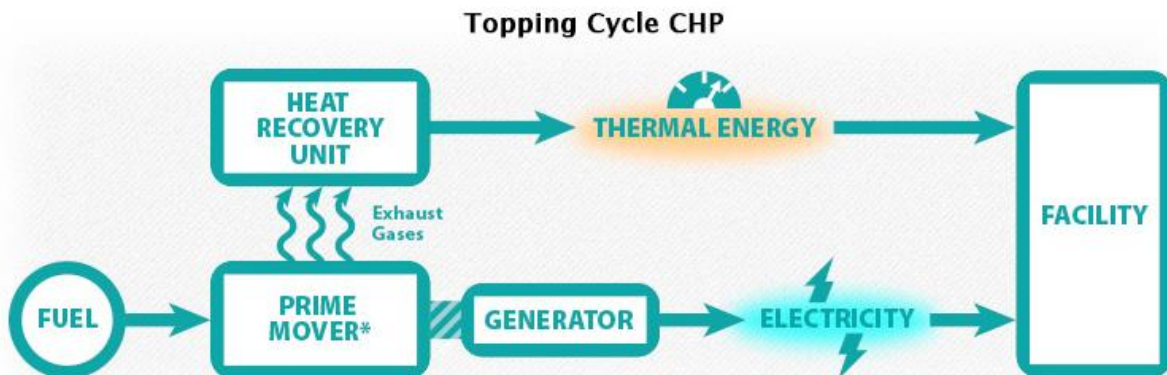 Topping Cycle CHP
HEAT
RECOVERY
UNIT
THERMAL ENERGY
Exhaust
Gases
FACILITY
FUEL
PRIME
MOVER*
GENERATOR
ELECTRICITY